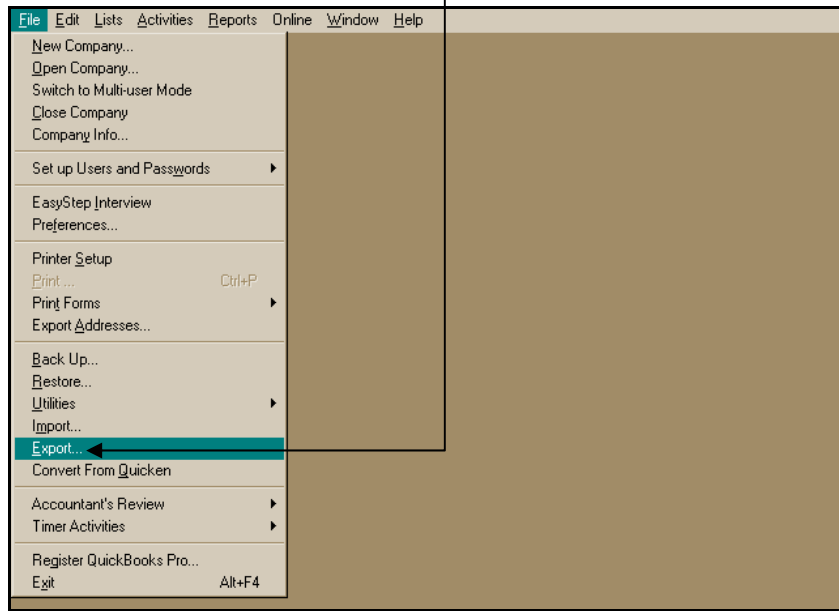 File Edit Lists Activities Reports Online Window Help
New Company...
Open Company...
Switch to Multi-user Mode
Close Company
Company Info...
Set up Users and Passwords
EasyStep Interview
Preferences...
Printer Setup
Print ... Ctrl+P
Print Forms
Export Addresses...
Back Up...
Restore...
Utilities
Import...
Export...
Convert From Quicken
Accountant's Review
Timer Activities
Register QuickBooks Pro...
Exit Alt+F4